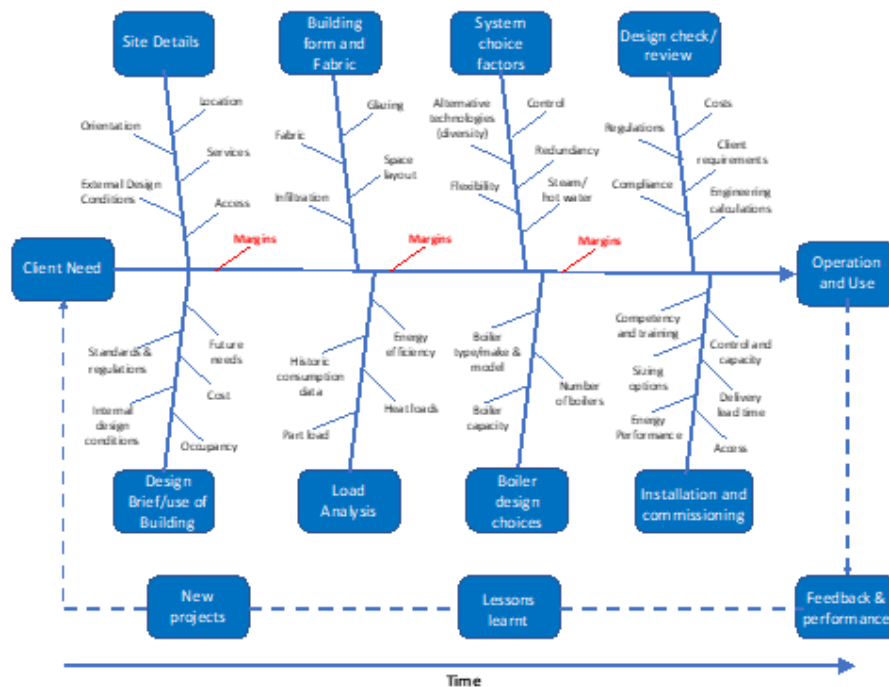 Site Details
Building
form and
Fabric
System
choice
factors
Design check/
review
Location
Orientation
Services
External Design
Conditions
Access
Glazing
Fabric
Space
layout
Infiltration
Alternative
technologies
(diversity)
Control
Redundancy
Flexibility
Steam/
hot water
Costs
Regulations
Client
requirements
Compliance
Engineering
calculations
Margins
Margins
Margins
Client Need
Operation
and Use
Standards &
regulations
Future
needs
Cost
Internal
design
conditions
Occupancy
Energy
efficiency
Historic
consumption
data
Heat loads
Part load
Boiler
type/make &
model
Number
of boilers
Boiler
capacity
Competency
and training
Control and
capacity
Sizing
options
Delivery
lead time
Energy
Performance
Access
Design
Brief/use of
Building
Load
Analysis
Boiler
design
choices
Installation and
commissioning
New
projects
Lessons
learnt
Feedback &
performance
Time